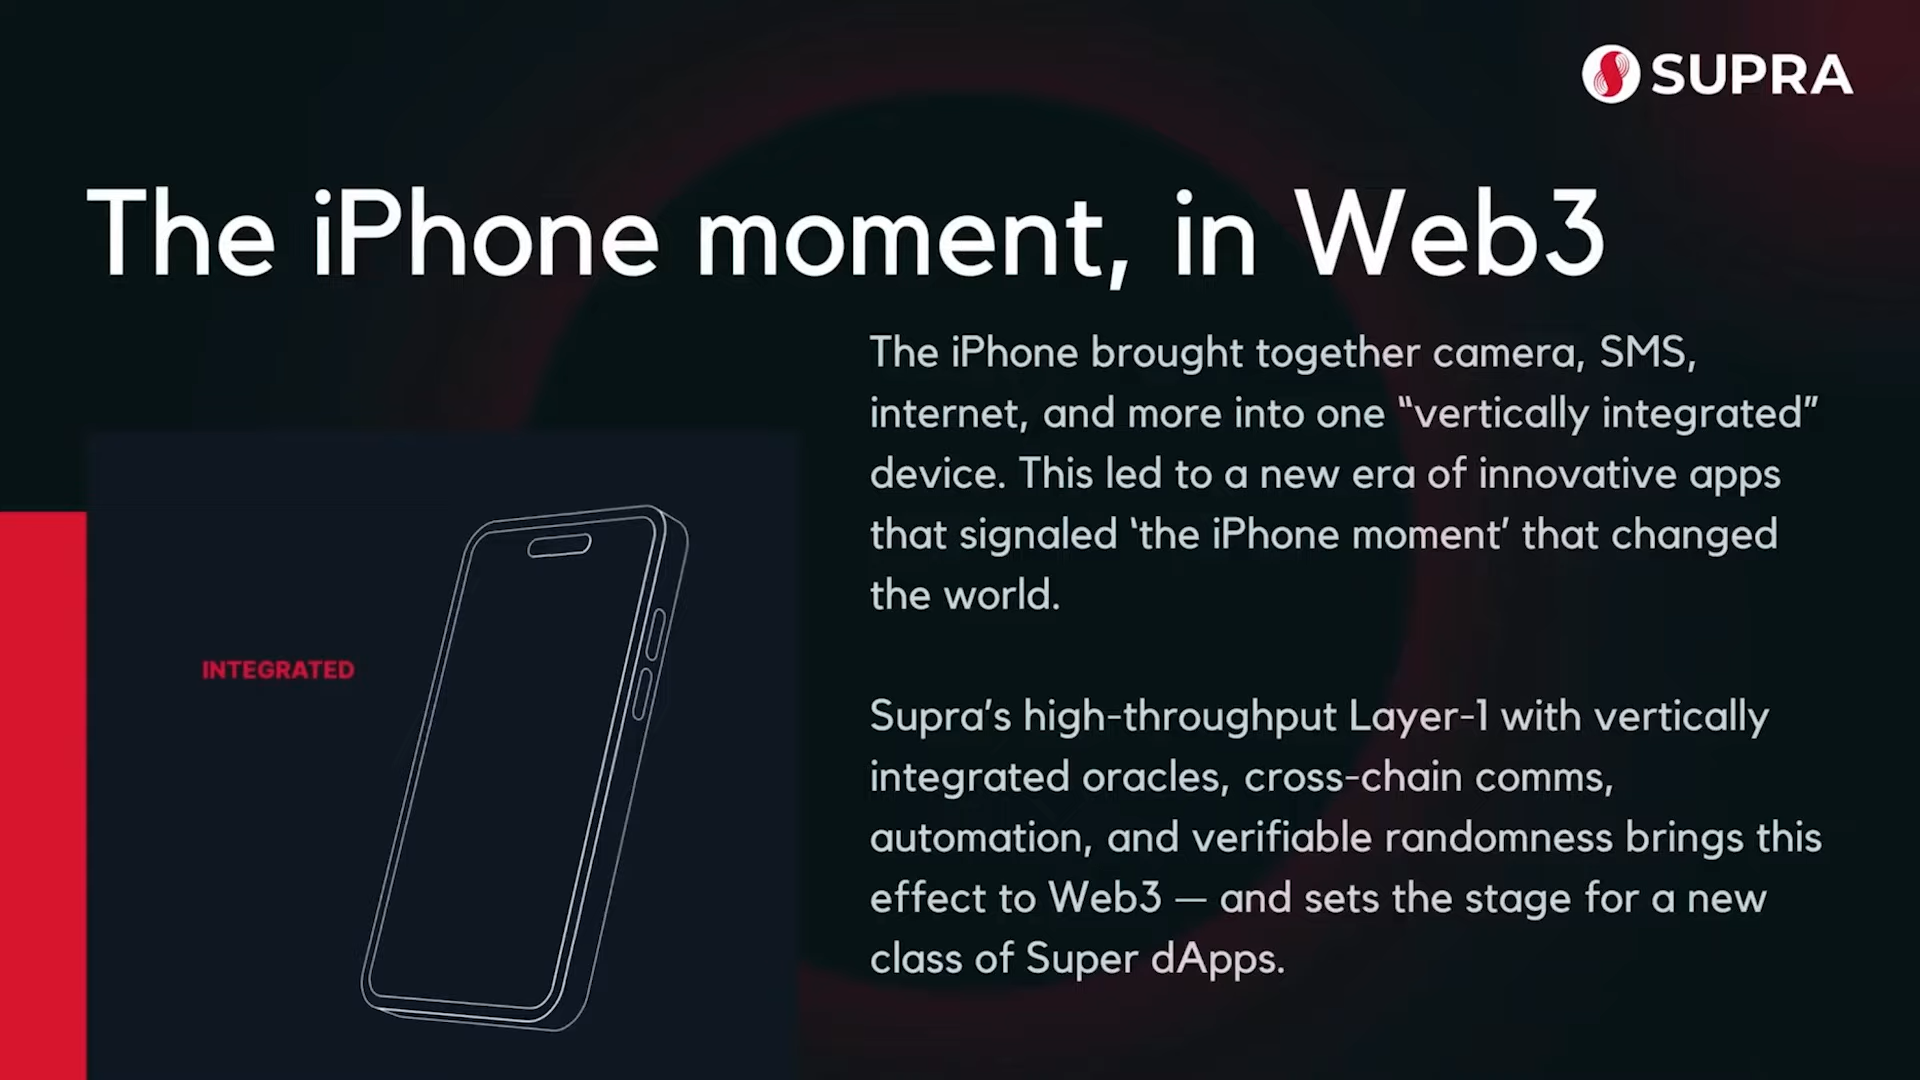 SUPRA
The iPhone moment, in Web3
The iPhone brought together camera, SMS,
internet, and more into one “vertically integrated”
device. This led to a new era of innovative apps
that signaled ‘the iPhone moment’ that changed
the world.
INTEGRATED
Supra’s high-throughput Layer-1 with vertically
integrated oracles, cross-chain comms,
automation, and verifiable randomness brings this
effect to Web3 — and sets the stage for a new
class of Super dApps.